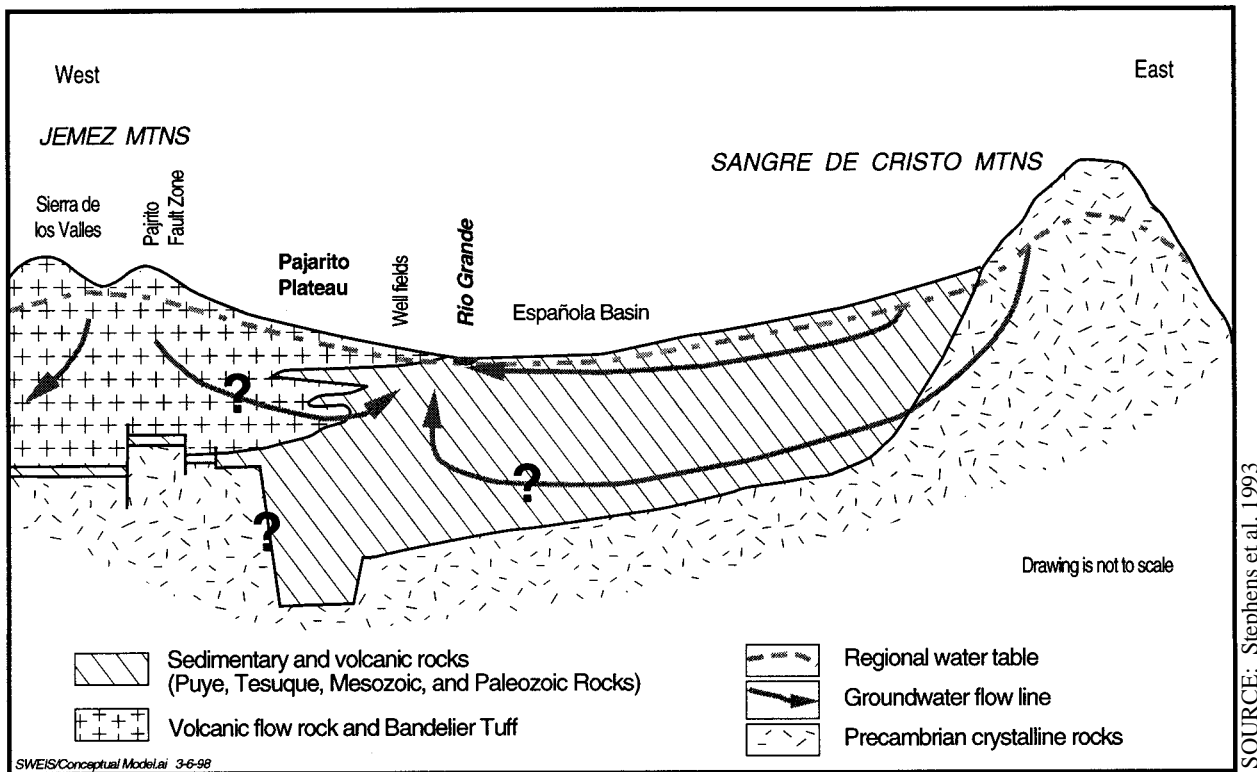 West
East
JEMEZ MTNS
SANGRE DE CRISTO MTNS
Sierra de
los Valles
Pajrito
Fault Zone
Pajarito
Plateau
Well fields
Rio Grande
Española Basin
?
?
?
Drawing is not to scale
Sedimentary and volcanic rocks
(Puye, Tesuque, Mesozoic, and Paleozoic Rocks)
Volcanic flow rock and Bandelier Tuff
Regional water table
Groundwater flow line
Precambrian crystalline rocks
SWEIS/Conceptual Model.ai 3-6-98
SOURCE: Stephens et al. 1993